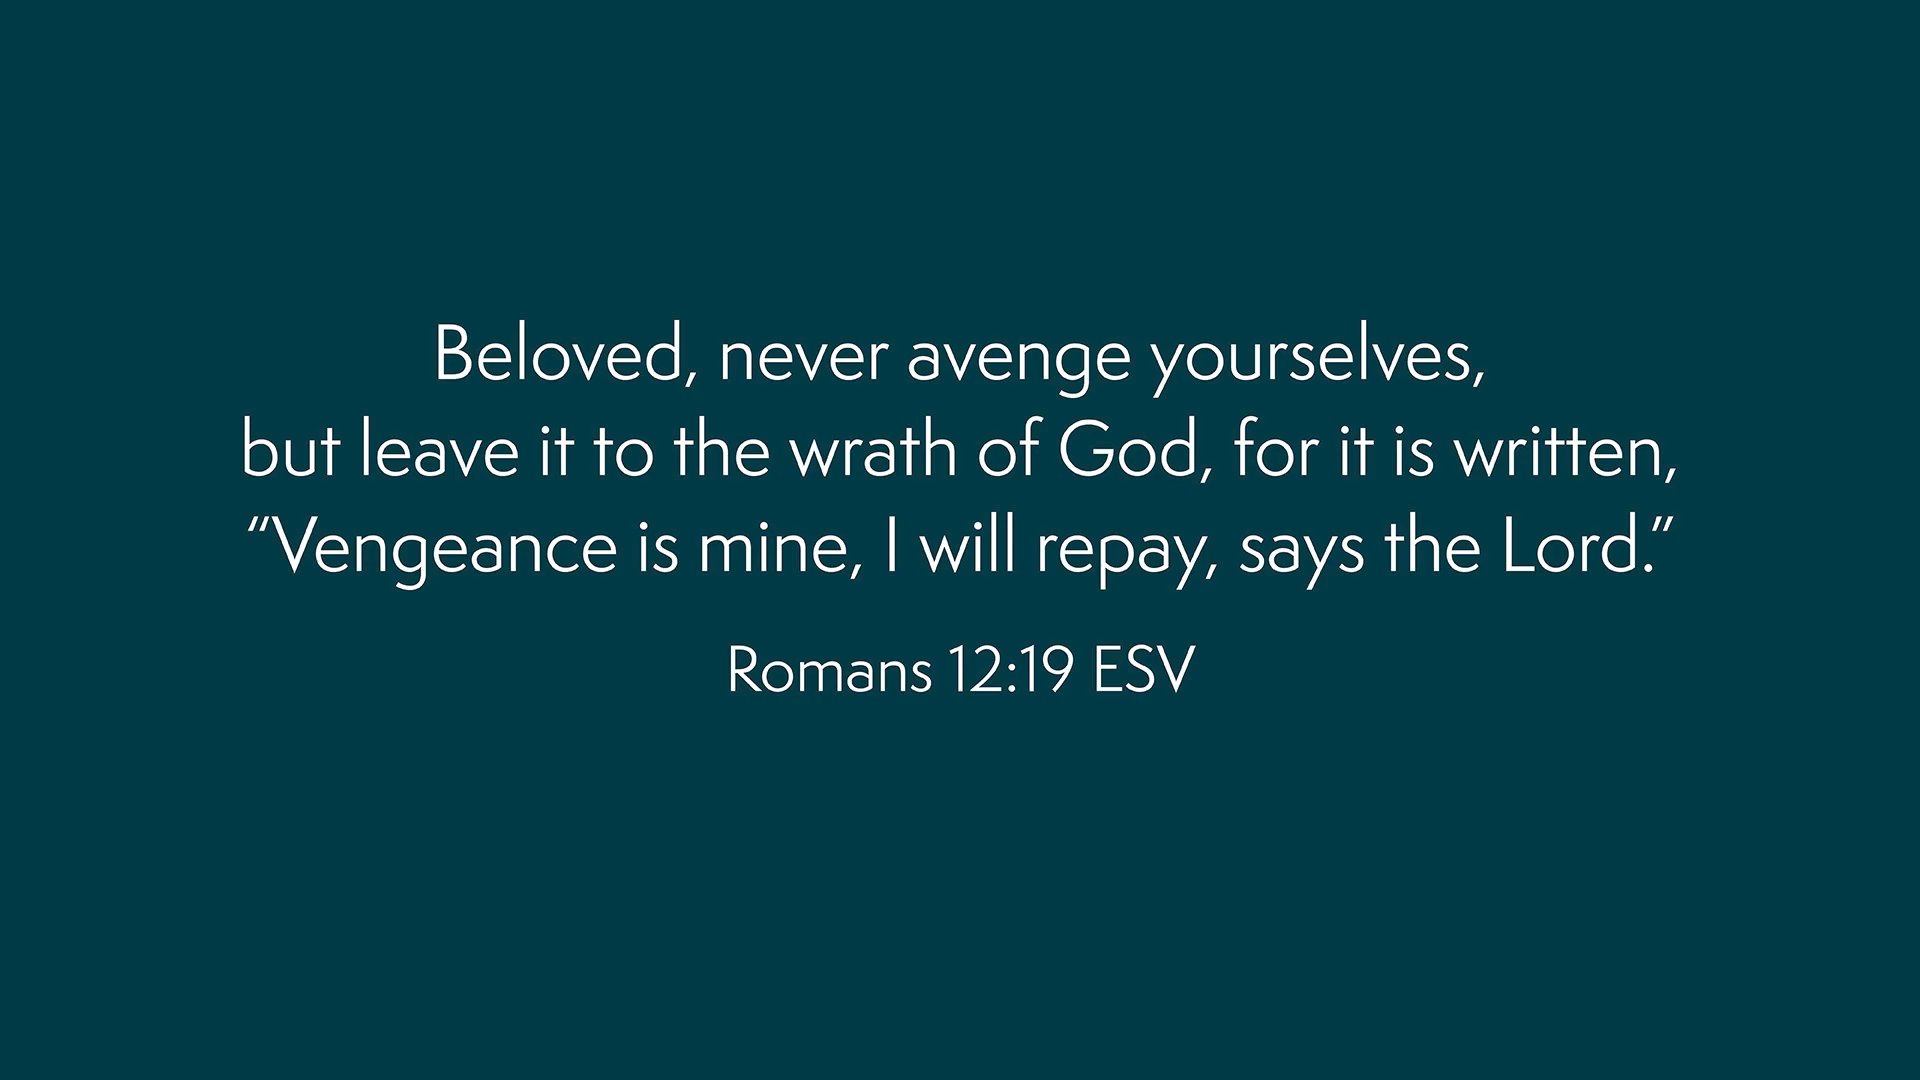 Beloved, never avenge yourselves,
but leave it to the wrath of God, for it is written,
“Vengeance is mine, I will repay, says the Lord.”
Romans 12:19 ESV